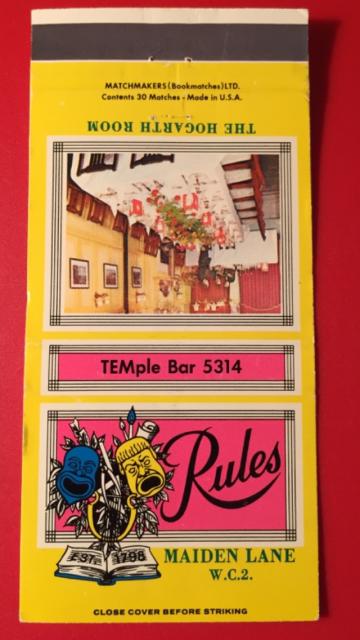 MATCHMAKERS (Bookmatches) LTD.
Contents 30 Matches - Made in U.S.A.
THE HOGARTH ROOM
TEMple Bar 5314
Rules
ESTD. 1798
MAIDEN LANE
W.C.2.
CLOSE COVER BEFORE STRIKING